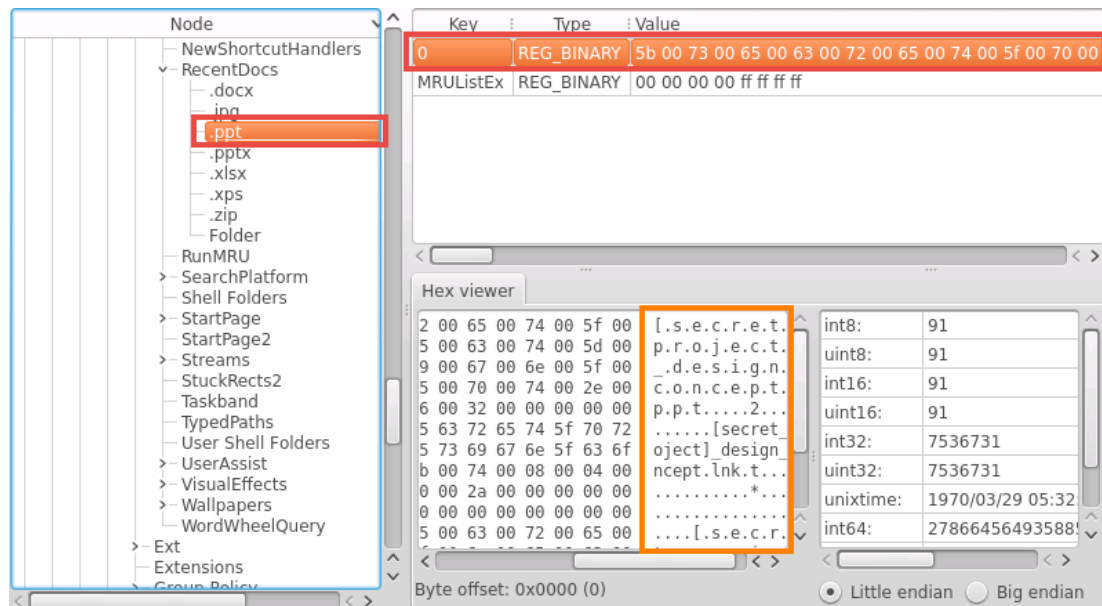 Node
NewShortcutHandlers
RecentDocs
.docx
.jpg
.ppt
.pptx
.xlsx
.xps
.zip
Folder
RunMRU
SearchPlatform
Shell Folders
StartPage
StartPage2
Streams
StuckRects2
Taskband
TypedPaths
User Shell Folders
UserAssist
VisualEffects
Wallpapers
WordWheelQuery
Ext
Extensions
Group Policy
Key Type Value
0 REG_BINARY 5b 00 73 00 65 00 63 00 72 00 65 00 74 00 5f 00 70 00
MRUListEx REG_BINARY 00 00 00 00 ff ff ff ff
Hex viewer
2 00 65 00 74 00 5f 00 [.s.e.c.r.e.t.
5 00 63 00 74 00 5d 00 p.r.o.j.e.c.t.
9 00 67 00 6e 00 5f 00 _.d.e.s.i.g.n.
5 00 70 00 74 00 2e 00 c.o.n.c.e.p.t.
6 00 32 00 00 00 00 00 p.p.t.....2...
5 63 72 65 74 5f 70 72 ......[secret_
5 73 69 67 6e 5f 63 6f oject]_design_
b 00 74 00 08 00 04 00 ncept.lnk.t...
0 00 2a 00 00 00 00 00 ..........*...
0 00 00 00 00 00 00 00 ..............
5 00 63 00 72 00 65 00 ....[.s.e.c.r.
int8: 91
uint8: 91
int16: 91
uint16: 91
int32: 7536731
uint32: 7536731
unixtime: 1970/03/29 05:32:
int64:
Byte offset: 0x0000 (0)
Little endian Big endian